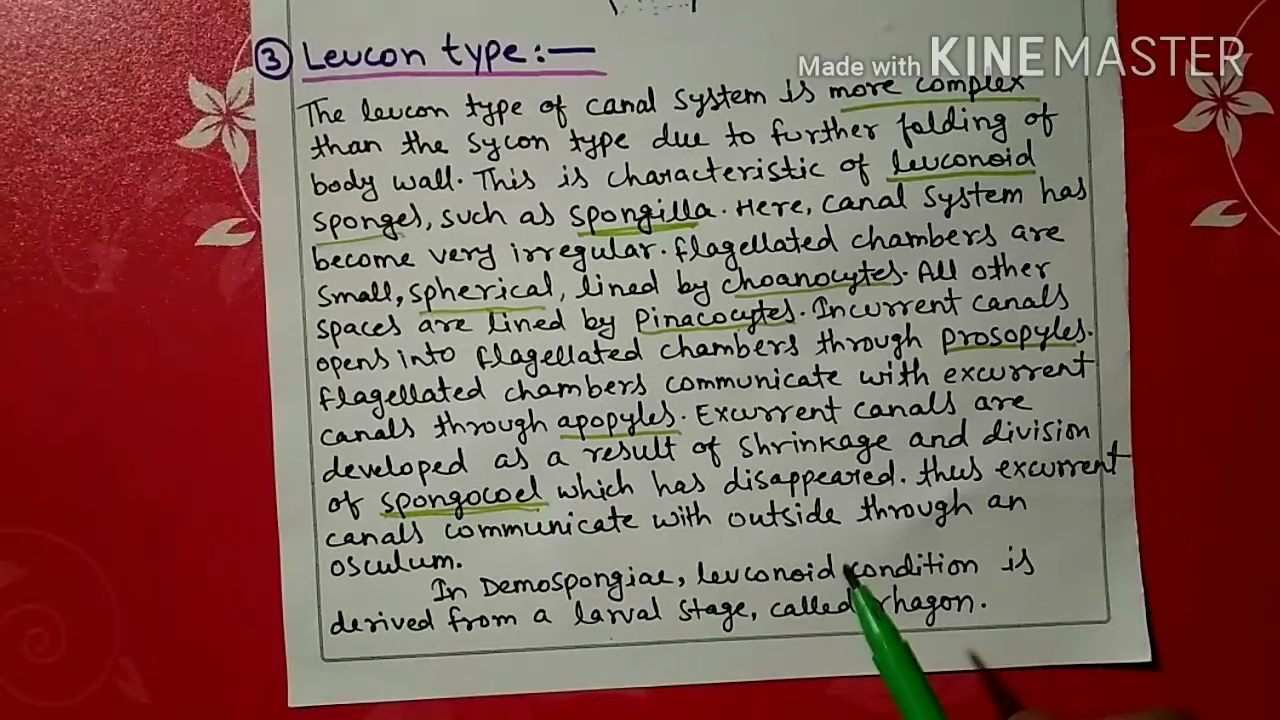 Made with KINEMASTER
③ Leucon type:—
The leucon type of canal system is more complex
than the sycon type due to further folding of
body wall. This is characteristic of leuconoid
sponges, such as spongilla. Here, canal system has
become very irregular. Flagellated chambers are
small, spherical, lined by choanocytes. All other
spaces are lined by Pinacocytes. Incurrent canals
opens into flagellated chambers through prosopyles.
Flagellated chambers communicate with excurrent
canals through apopyles. Excurrent canals are
developed as a result of shrinkage and division
of spongocoel which has disappeared. Thus excurrent
canals communicate with outside through an
osculum.
In Demospongiae, leuconoid condition is
derived from a larval stage, called rhagon.